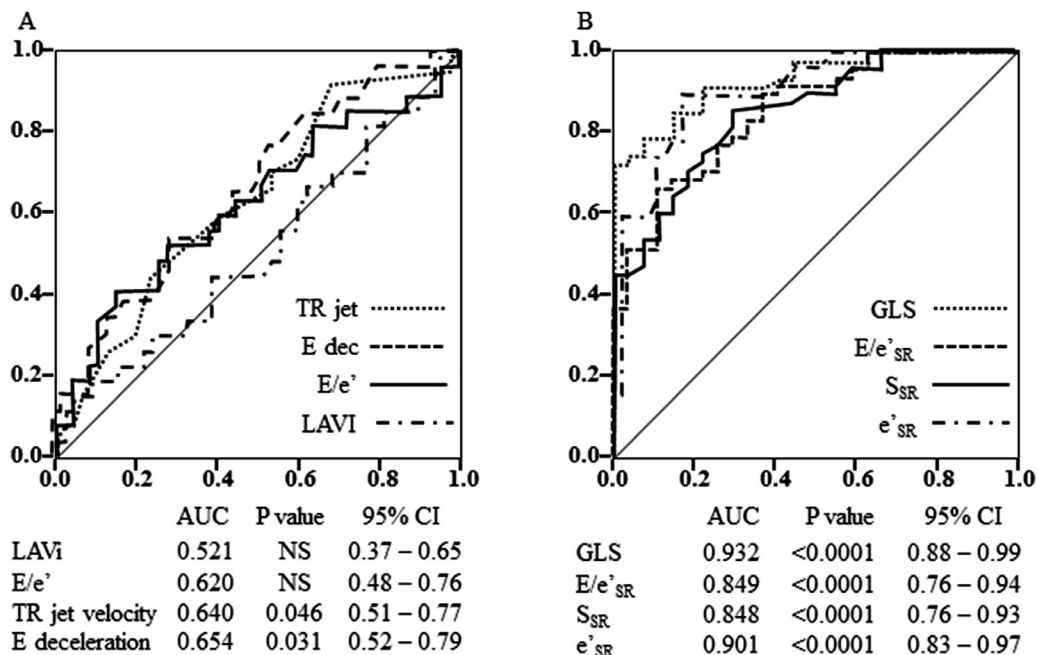 A
1.0
0.8
0.6
0.4
0.2
0.0
TR jet
E dec
E/e'
LAVI
0.0 0.2 0.4 0.6 0.8 1.0
AUC P value 95% CI
LAVi 0.521 NS 0.37 – 0.65
E/e' 0.620 NS 0.48 – 0.76
TR jet velocity 0.640 0.046 0.51 – 0.77
E deceleration 0.654 0.031 0.52 – 0.79
B
1.0
0.8
0.6
0.4
0.2
0.0
GLS
E/e'SR
SSR
e'SR
0.0 0.2 0.4 0.6 0.8 1.0
AUC P value 95% CI
GLS 0.932 <0.0001 0.88 – 0.99
E/e'SR 0.849 <0.0001 0.76 – 0.94
SSR 0.848 <0.0001 0.76 – 0.93
e'SR 0.901 <0.0001 0.83 – 0.97